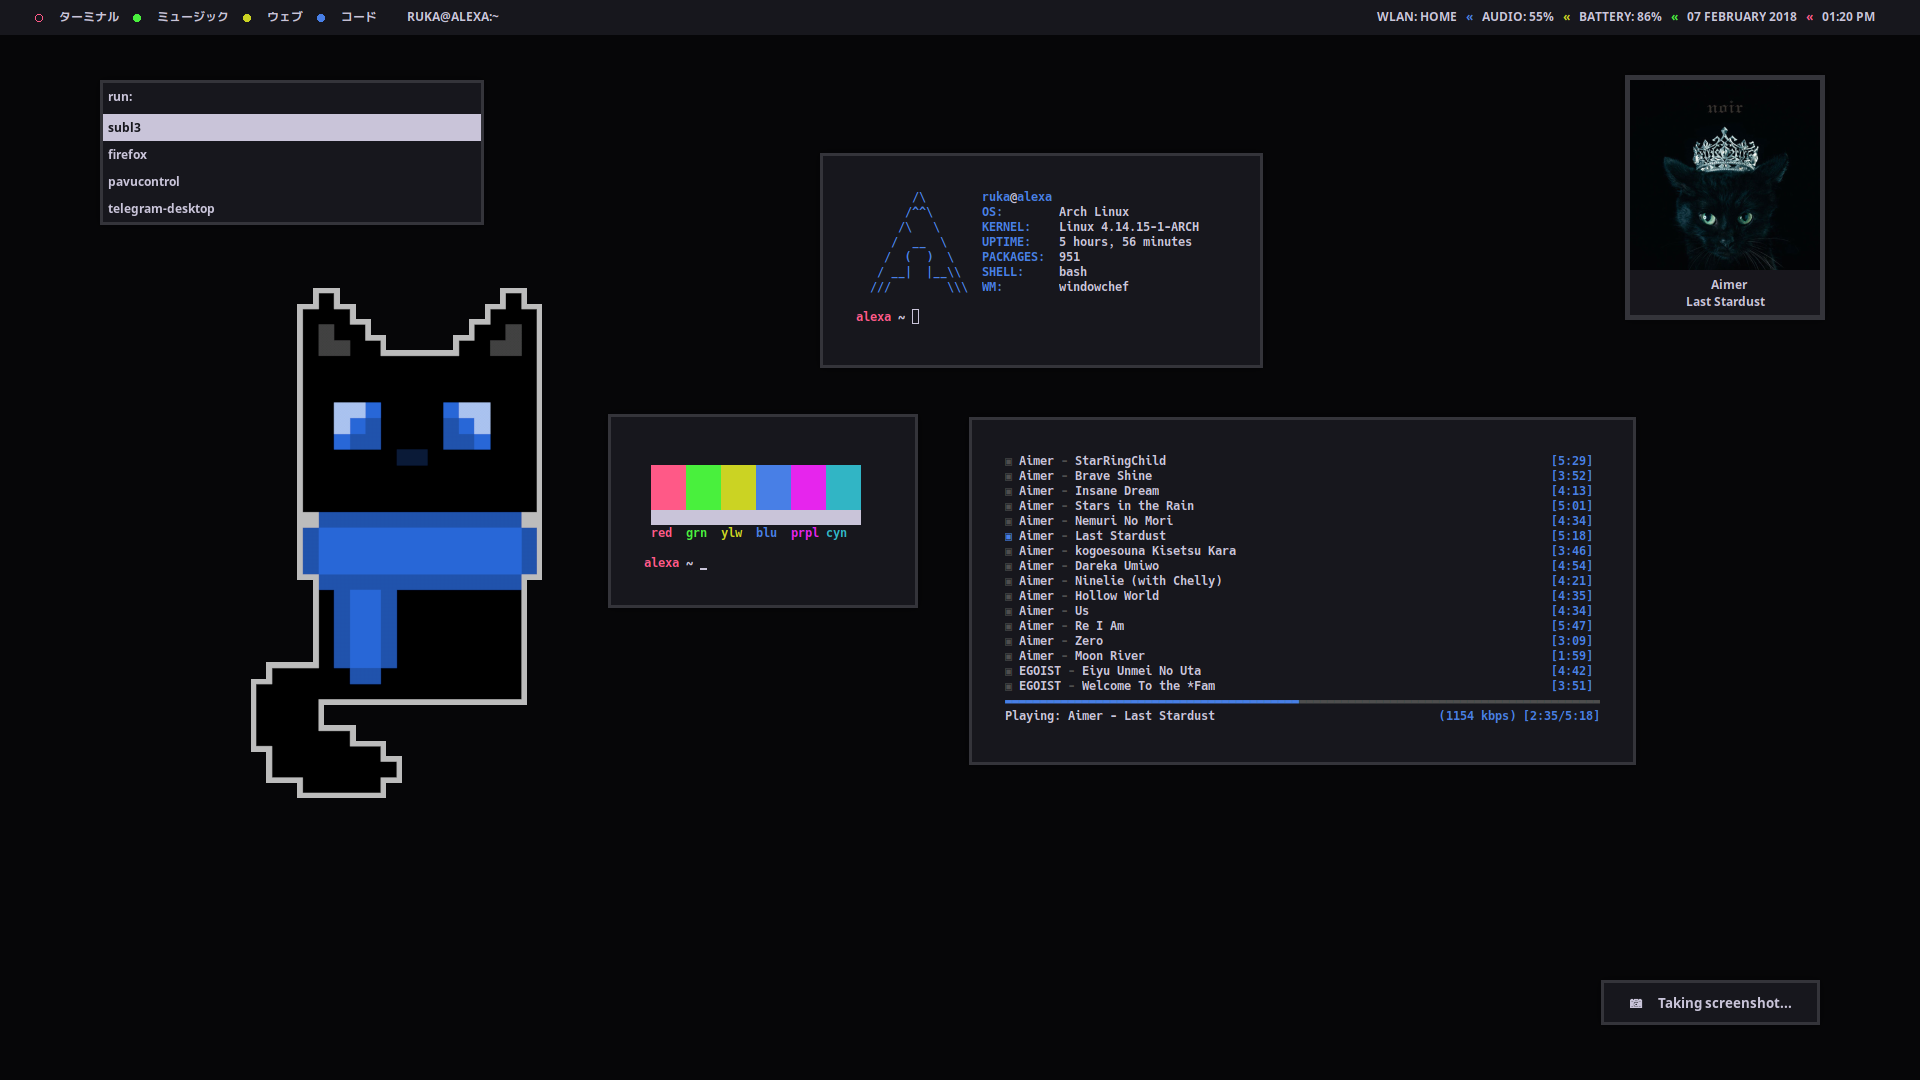 ターミナル ミュージック ウェブ コード RUKA@ALEXA:~
WLAN: HOME « AUDIO: 55% « BATTERY: 86% « 07 FEBRUARY 2018 « 01:20 PM
run:
subl3
firefox
pavucontrol
telegram-desktop
noir
Aimer
Last Stardust
ruka@alexa
OS: Arch Linux
KERNEL: Linux 4.14.15-1-ARCH
UPTIME: 5 hours, 56 minutes
PACKAGES: 951
SHELL: bash
WM: windowchef
alexa ~
red grn ylw blu prpl cyn
alexa ~ _
Aimer - StarRingChild [5:29]
Aimer - Brave Shine [3:52]
Aimer - Insane Dream [4:13]
Aimer - Stars in the Rain [5:01]
Aimer - Nemuri No Mori [4:34]
Aimer - Last Stardust [5:18]
Aimer - kogoesouna Kisetsu Kara [3:46]
Aimer - Dareka Umiwo [4:54]
Aimer - Ninelie (with Chelly) [4:21]
Aimer - Hollow World [4:35]
Aimer - Us [4:34]
Aimer - Re I Am [5:47]
Aimer - Zero [3:09]
Aimer - Moon River [1:59]
EGOIST - Eiyu Unmei No Uta [4:42]
EGOIST - Welcome To the *Fam [3:51]
Playing: Aimer - Last Stardust (1154 kbps) [2:35/5:18]
Taking screenshot...